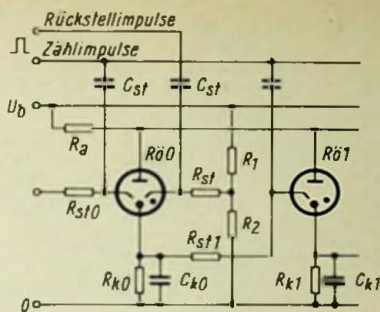 Rückstellimpulse
Zählimpulse
Cst Cst
Ub
Ra Rö0 R1 Rö1
Rst0 Rst R2
Rst1
Rk0 Ck0 Rk1 Ck1
0